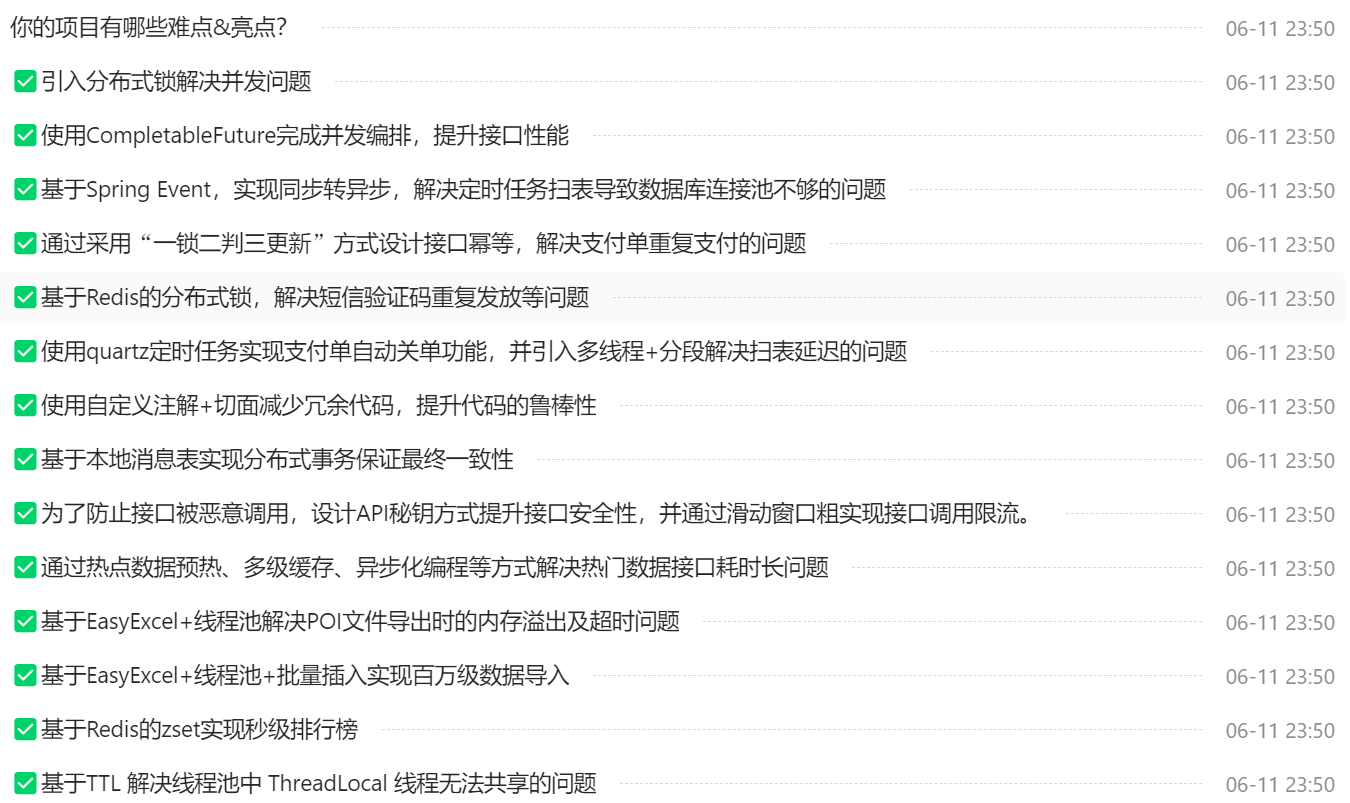 你的项目有哪些难点&亮点？ 06-11 23:50
✅引入分布式锁解决并发问题 06-11 23:50
✅使用CompletableFuture完成并发编排，提升接口性能 06-11 23:50
✅基于Spring Event，实现同步转异步，解决定时任务扫表导致数据库连接池不够的问题 06-11 23:50
✅通过采用“一锁二判三更新”方式设计接口幂等，解决支付单重复支付的问题 06-11 23:50
✅基于Redis的分布式锁，解决短信验证码重复发放等问题 06-11 23:50
✅使用quartz定时任务实现支付单自动关单功能，并引入多线程+分段解决扫表延迟的问题 06-11 23:50
✅使用自定义注解+切面减少冗余代码，提升代码的鲁棒性 06-11 23:50
✅基于本地消息表实现分布式事务保证最终一致性 06-11 23:50
✅为了防止接口被恶意调用，设计API秘钥方式提升接口安全性，并通过滑动窗口粗实现接口调用限流。 06-11 23:50
✅通过热点数据预热、多级缓存、异步化编程等方式解决热门数据接口耗时长问题 06-11 23:50
✅基于EasyExcel+线程池解决POI文件导出时的内存溢出及超时问题 06-11 23:50
✅基于EasyExcel+线程池+批量插入实现百万级数据导入 06-11 23:50
✅基于Redis的zset实现秒级排行榜 06-11 23:50
✅基于TTL 解决线程池中 ThreadLocal 线程无法共享的问题 06-11 23:50